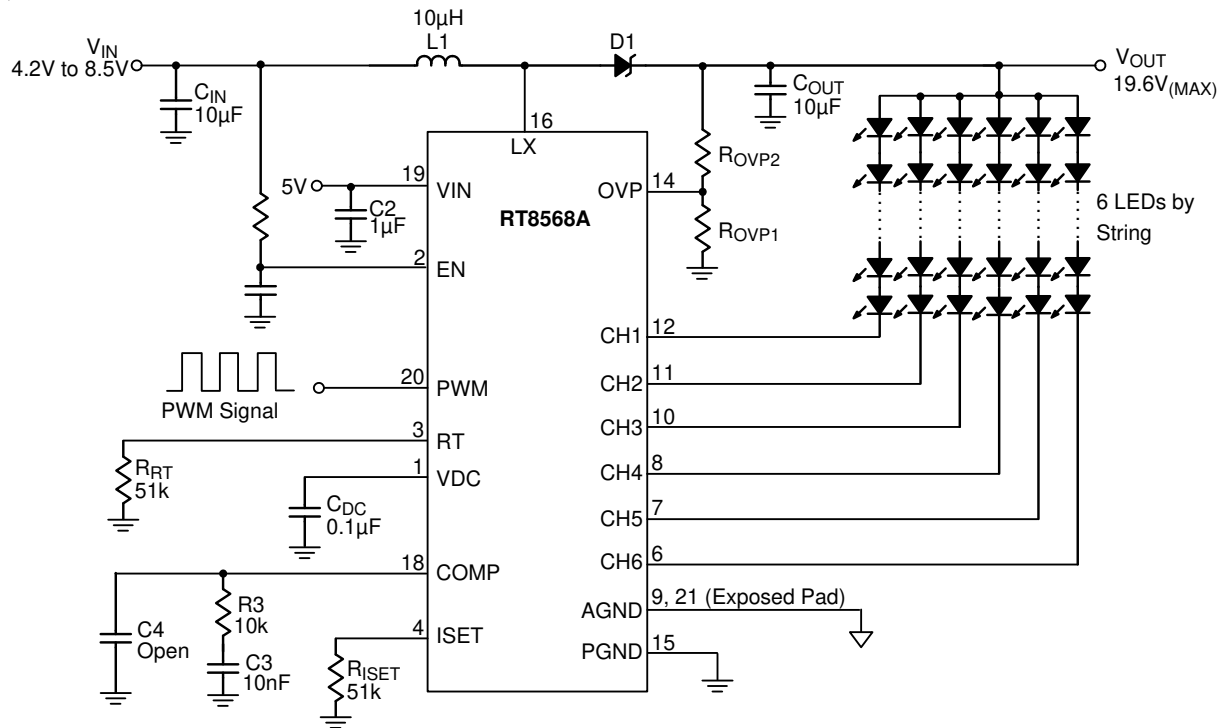 10µH
L1
D1
V_IN
4.2V to 8.5V
C_IN
10µF
C_OUT
10µF
V_OUT
19.6V(MAX)
16
LX
R_OVP2
5V
19
VIN
OVP
14
C2
1µF
RT8568A
R_OVP1
6 LEDs by
String
2
EN
CH1
12
CH2
11
20
PWM
PWM Signal
CH3
10
3
RT
R_RT
51k
CH4
8
1
VDC
C_DC
0.1µF
CH5
7
CH6
6
18
COMP
R3
10k
AGND
9, 21 (Exposed Pad)
C4
Open
4
ISET
PGND
15
C3
10nF
R_ISET
51k